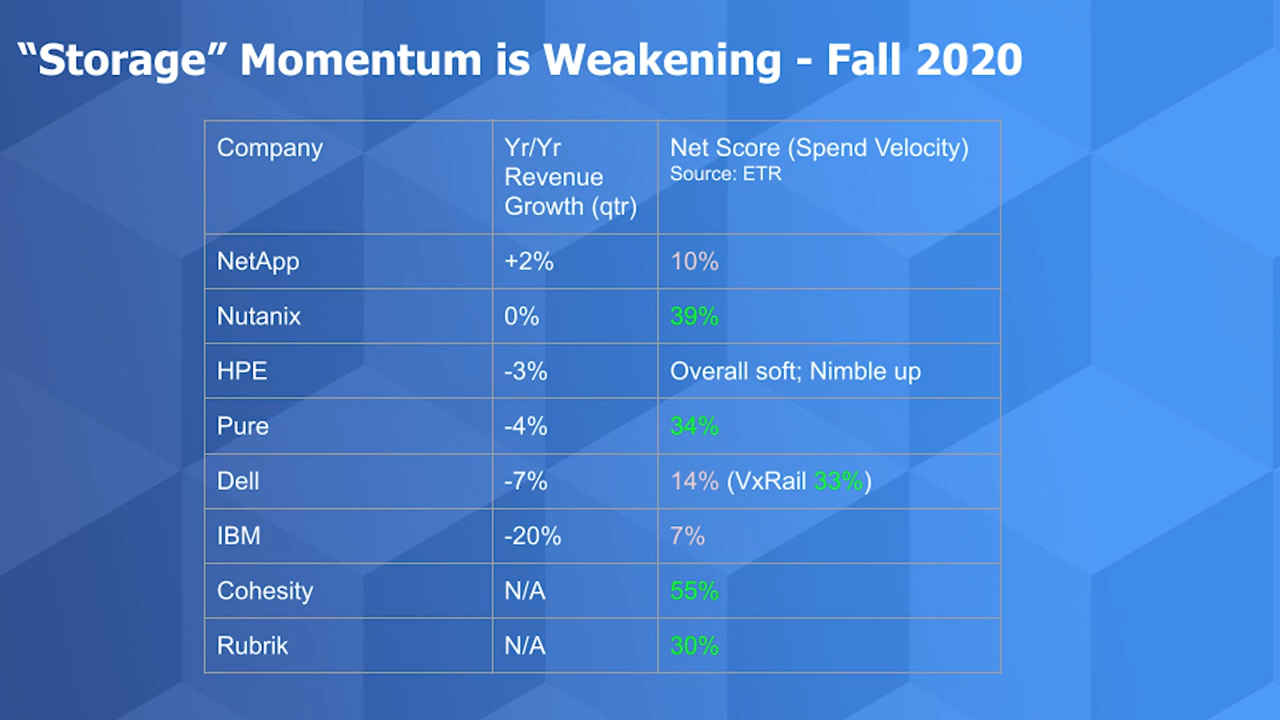 “Storage” Momentum is Weakening - Fall 2020
Company
Yr/Yr
Revenue
Growth (qtr)
Net Score (Spend Velocity)
Source: ETR
NetApp +2% 10%
Nutanix 0% 39%
HPE -3% Overall soft; Nimble up
Pure -4% 34%
Dell -7% 14% (VxRail 33%)
IBM -20% 7%
Cohesity N/A 55%
Rubrik N/A 30%